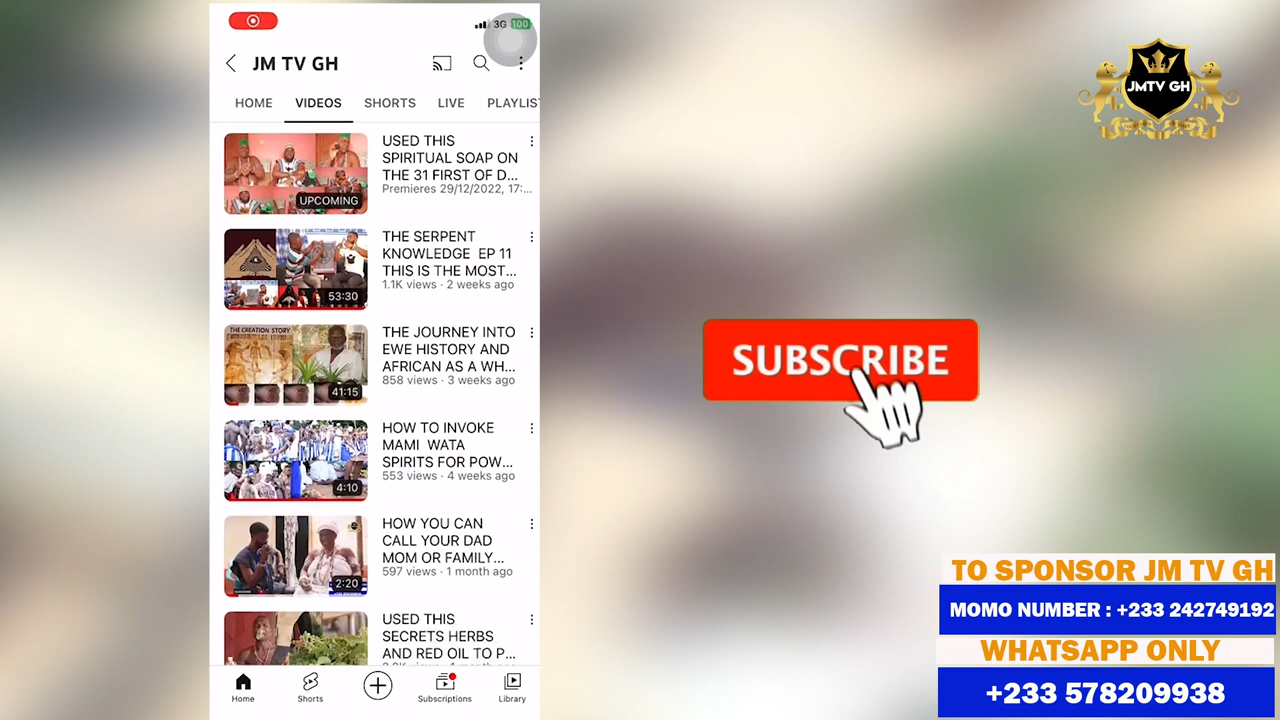 3G 100
JM TV GH
HOME VIDEOS SHORTS LIVE PLAYLIST
USED THIS
SPIRITUAL SOAP ON
THE 31 FIRST OF D...
Premieres 29/12/2022, 17:...
UPCOMING
THE SERPENT
KNOWLEDGE EP 11
THIS IS THE MOST...
1.1K views · 2 weeks ago
53:30
THE CREATION STORY
THE JOURNEY INTO
EWE HISTORY AND
AFRICAN AS A WH...
858 views · 3 weeks ago
41:15
HOW TO INVOKE
MAMI WATA
SPIRITS FOR POW...
553 views · 4 weeks ago
4:10
HOW YOU CAN
CALL YOUR DAD
MOM OR FAMILY...
597 views · 1 month ago
2:20
USED THIS
SECRETS HERBS
AND RED OIL TO P...
Home Shorts Subscriptions Library
JMTV GH
SUBSCRIBE
TO SPONSOR JM TV GH
MOMO NUMBER : +233 242749192
WHATSAPP ONLY
+233 578209938